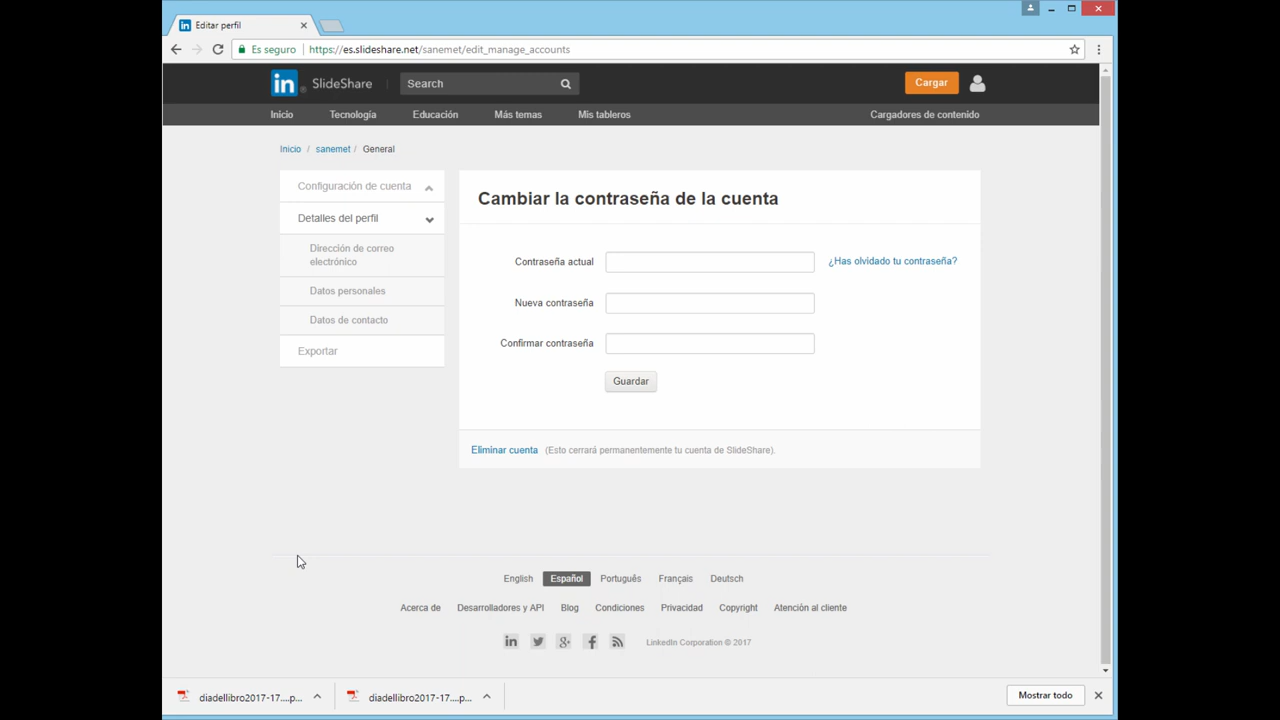 Editar perfil
Es seguro
https://es.slideshare.net/sanemet/edit_manage_accounts
in SlideShare
Search
Cargar
Inicio
Tecnología
Educación
Más temas
Mis tableros
Cargadores de contenido
Inicio / sanemet / General
Configuración de cuenta
Detalles del perfil
Dirección de correo
electrónico
Datos personales
Datos de contacto
Exportar
Cambiar la contraseña de la cuenta
Contraseña actual
¿Has olvidado tu contraseña?
Nueva contraseña
Confirmar contraseña
Guardar
Eliminar cuenta (Esto cerrará permanentemente tu cuenta de SlideShare).
English Español Português Français Deutsch
Acerca de Desarrolladores y API Blog Condiciones Privacidad Copyright Atención al cliente
LinkedIn Corporation © 2017
diadellibro2017-17....p...
diadellibro2017-17....p...
Mostrar todo